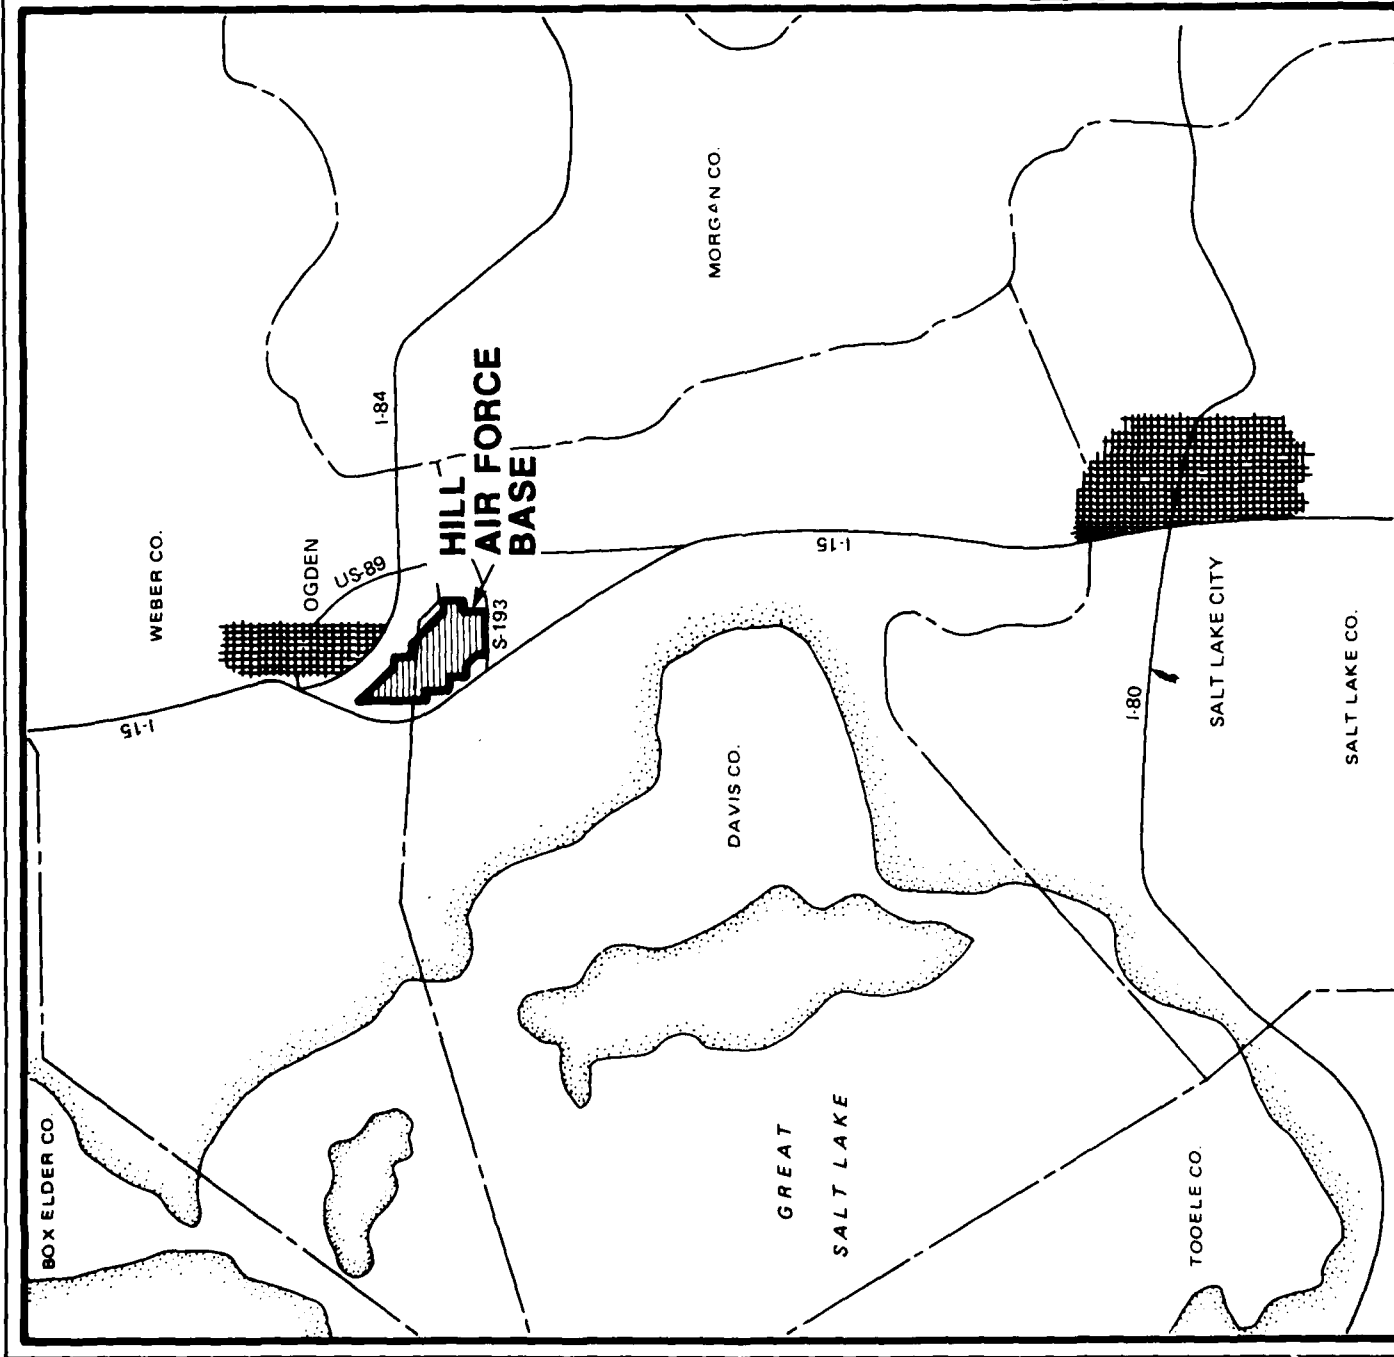 WEBER CO.
OGDEN
US-89
I-84
I-15
HILL
AIR FORCE
BASE
S-193
MORGAN CO.
I-15
BOX ELDER CO.
DAVIS CO.
GREAT
SALT LAKE
I-80
SALT LAKE CITY
SALT LAKE CO.
TOOELE CO.